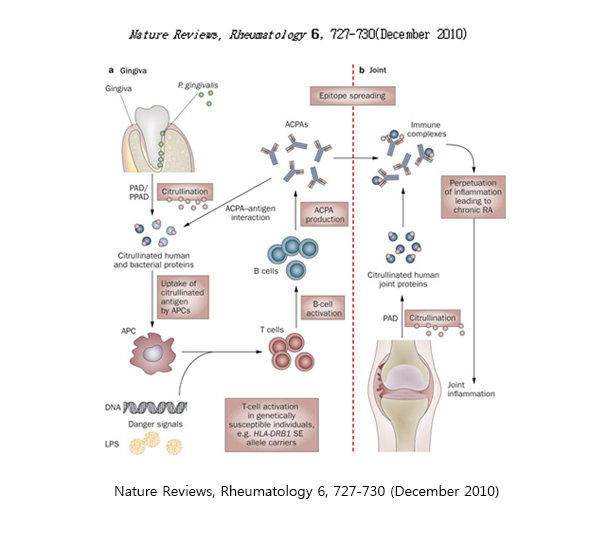 Nature Reviews, Rheumatology 6, 727-730(December 2010)
a Gingiva
b Joint
Gingiva
P. gingivalis
Epitope spreading
ACPAs
Immune
complexes
PAD/
PPAD
Citrullination
ACPA–antigen
interaction
ACPA
production
Perpetuation
of inflammation
leading to
chronic RA
Citrullinated human
and bacterial proteins
B cells
Citrullinated human
joint proteins
Uptake of
citrullinated
antigen
by APCs
B-cell
activation
PAD
Citrullination
APC
T cells
Joint
inflammation
DNA
Danger signals
LPS
T-cell activation
in genetically
susceptible individuals,
e.g. HLA-DRB1 SE
allele carriers
Nature Reviews, Rheumatology 6, 727-730 (December 2010)